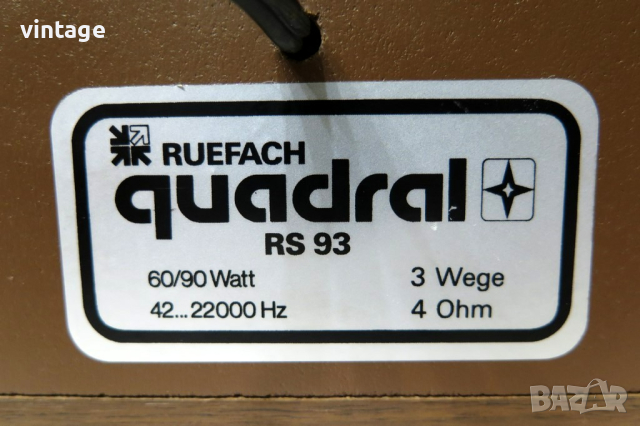 vintage
RUEFACH
quadral
RS 93
60/90 Watt 3 Wege
42...22000 Hz 4 Ohm
BAZAR